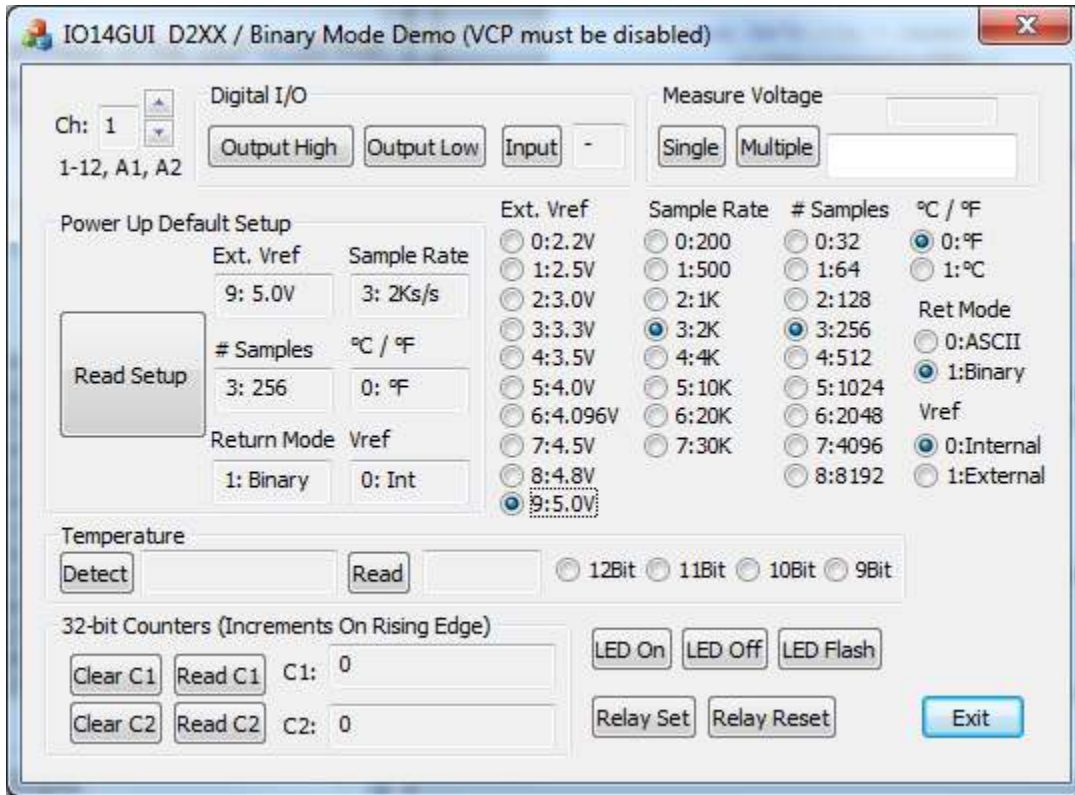 IO14GUI D2XX / Binary Mode Demo (VCP must be disabled)
Ch: 1
1-12, A1, A2
Digital I/O
Output High Output Low Input -
Measure Voltage
Single Multiple
Power Up Default Setup
Ext. Vref Sample Rate
9: 5.0V 3: 2Ks/s
# Samples °C / °F
Read Setup
3: 256 0: °F
Return Mode Vref
1: Binary 0: Int
Ext. Vref
0:2.2V
1:2.5V
2:3.0V
3:3.3V
4:3.5V
5:4.0V
6:4.096V
7:4.5V
8:4.8V
9:5.0V
Sample Rate
0:200
1:500
2:1K
3:2K
4:4K
5:10K
6:20K
7:30K
# Samples
0:32
1:64
2:128
3:256
4:512
5:1024
6:2048
7:4096
8:8192
°C / °F
0:°F
1:°C
Ret Mode
0:ASCII
1:Binary
Vref
0:Internal
1:External
Temperature
Detect Read 12Bit 11Bit 10Bit 9Bit
32-bit Counters (Increments On Rising Edge)
Clear C1 Read C1 C1: 0
Clear C2 Read C2 C2: 0
LED On LED Off LED Flash
Relay Set Relay Reset Exit